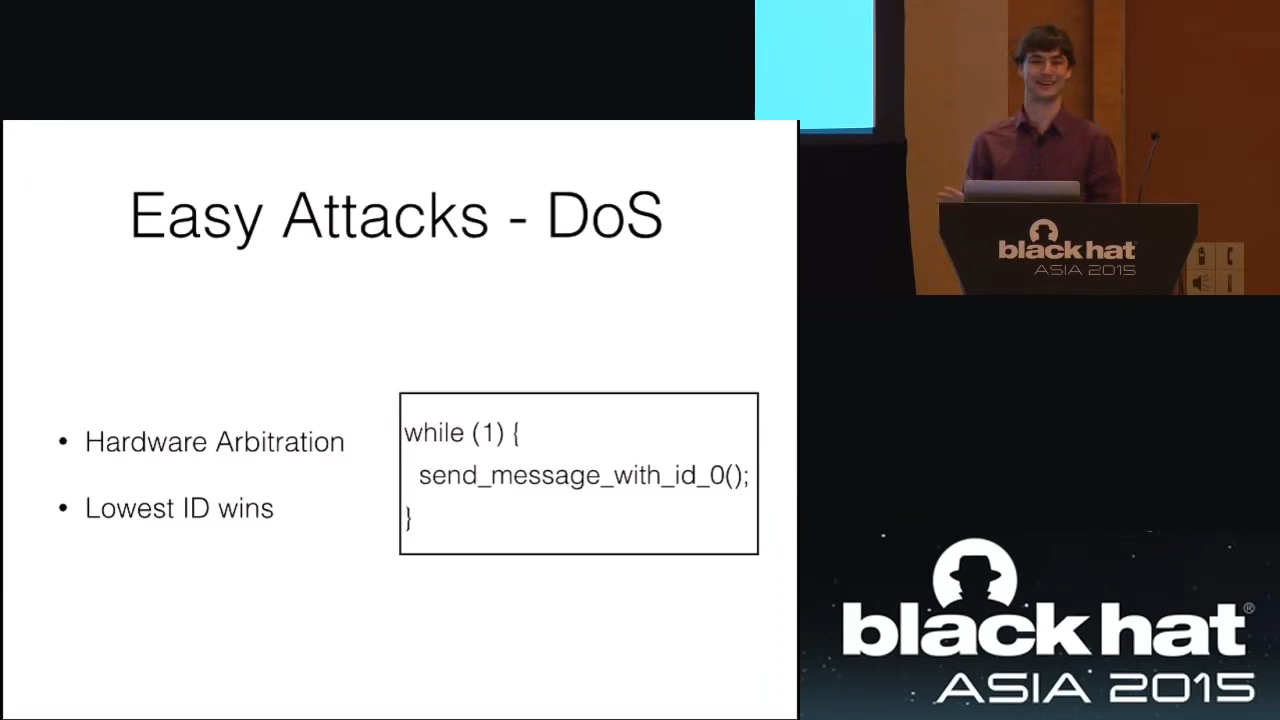 Easy Attacks - DoS
• Hardware Arbitration
• Lowest ID wins
while (1) {
send_message_with_id_0();
}
black hat
ASIA 2015
black hat®
ASIA 2015